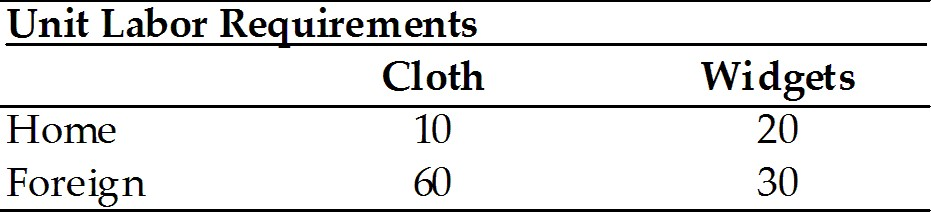 Unit Labor Requirements
Cloth Widgets
Home 10 20
Foreign 60 30